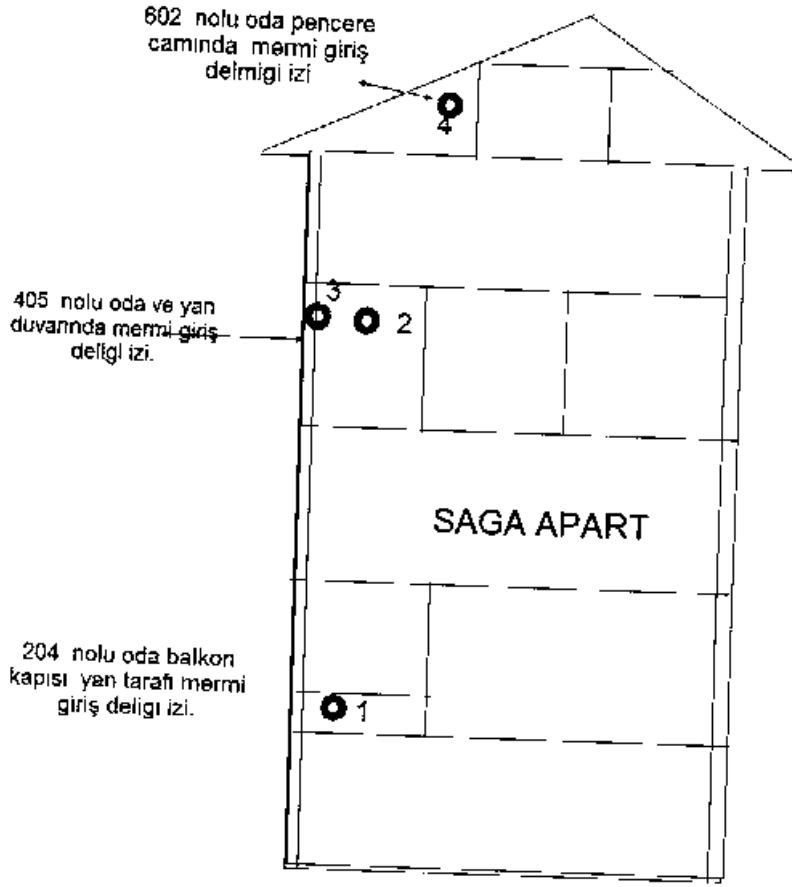 602 nolu oda pencere
camında mermi giriş
delmigi izi
4
3
2
405 nolu oda ve yan
duvarında mermi giriş
deligi izi.
SAGA APART
204 nolu oda balkon
kapısı yan tarafı mermi
giriş deligi izi.
1